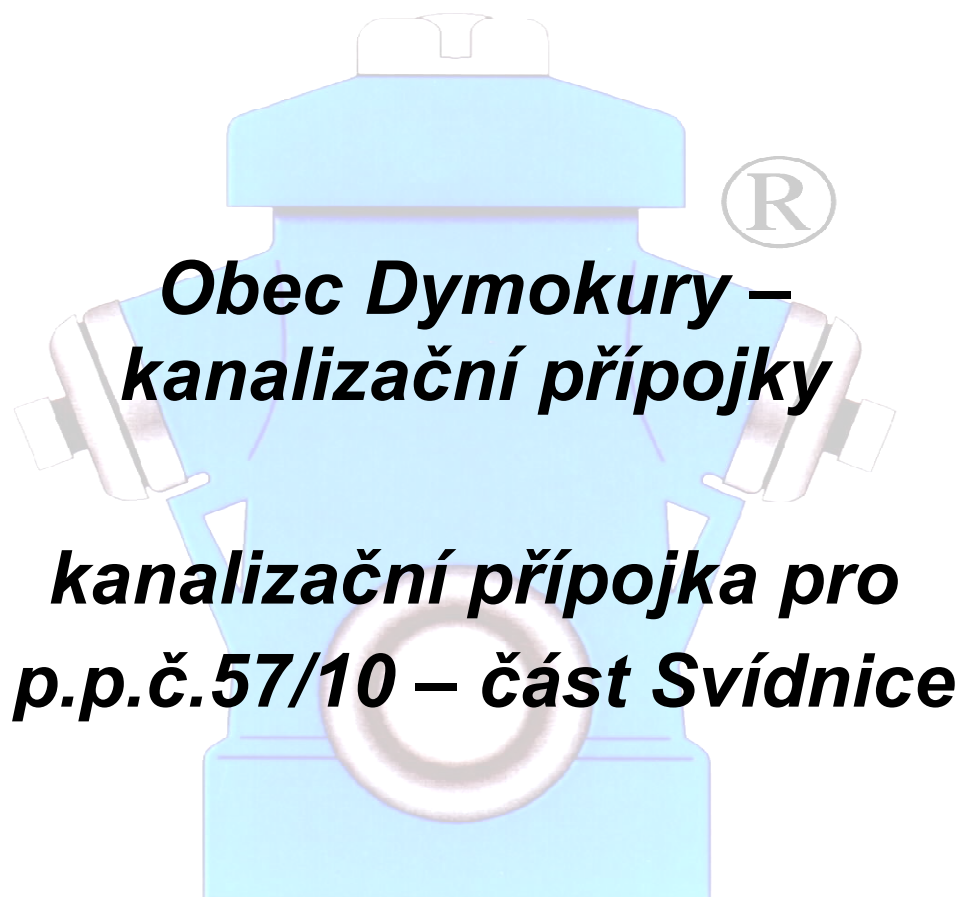 ®
Obec Dymokury –
kanalizační přípojky
kanalizační přípojka pro
p.p.č.57/10 – část Svídnice